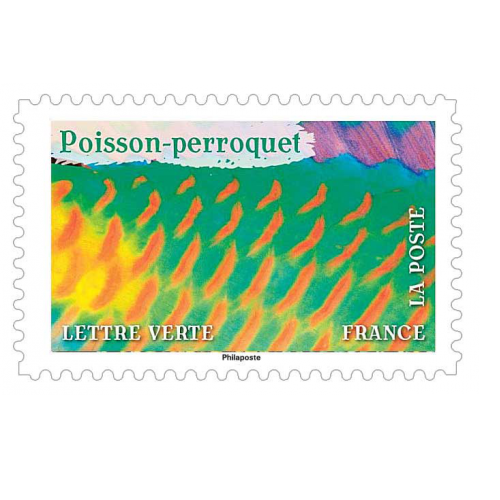 Poisson-perroquet
LA POSTE
LETTRE VERTE
FRANCE
Philaposte